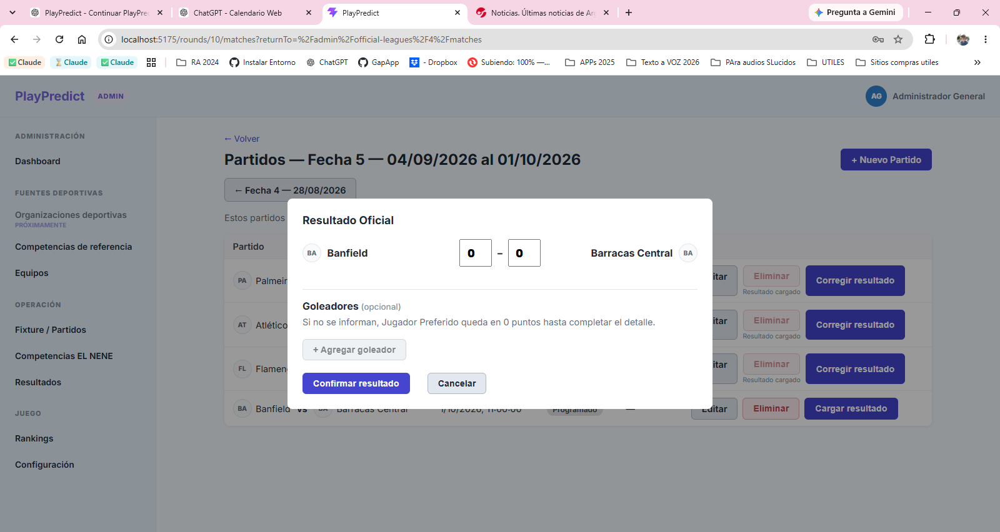 PlayPredict - Continuar PlayPre
ChatGPT - Calendario Web
PlayPredict
Noticias. Últimas noticias de Ar
Pregunta a Gemini
localhost:5175/rounds/10/matches?returnTo=%2Fadmin%2Fofficial-leagues%2F4%2Fmatches
Claude
Claude
Claude
RA 2024
Instalar Entorno
ChatGPT
GapApp
- Dropbox
Subiendo: 100% —...
APPs 2025
Texto a VOZ 2026
PAra audios SLucidos
UTILES
Sitios compras utiles
»
PlayPredict ADMIN
AG Administrador General
ADMINISTRACIÓN
Dashboard
FUENTES DEPORTIVAS
Organizaciones deportivas
PRÓXIMAMENTE
Competencias de referencia
Equipos
OPERACIÓN
Fixture / Partidos
Competencias EL NENE
Resultados
JUEGO
Rankings
Configuración
← Volver
Partidos — Fecha 5 — 04/09/2026 al 01/10/2026
+ Nuevo Partido
← Fecha 4 — 28/08/2026
Estos partidos
Partido
PA Palmeir
itar
Eliminar
Resultado cargado
Corregir resultado
AT Atlético
itar
Eliminar
Resultado cargado
Corregir resultado
FL Flamen
itar
Eliminar
Resultado cargado
Corregir resultado
BA Banfield vs BA Barracas Central 1/10/2026, 11:00:00 Programado — Editar Eliminar Cargar resultado
Resultado Oficial
BA Banfield 0 – 0 Barracas Central BA
Goleadores (opcional)
Si no se informan, Jugador Preferido queda en 0 puntos hasta completar el detalle.
+ Agregar goleador
Confirmar resultado
Cancelar